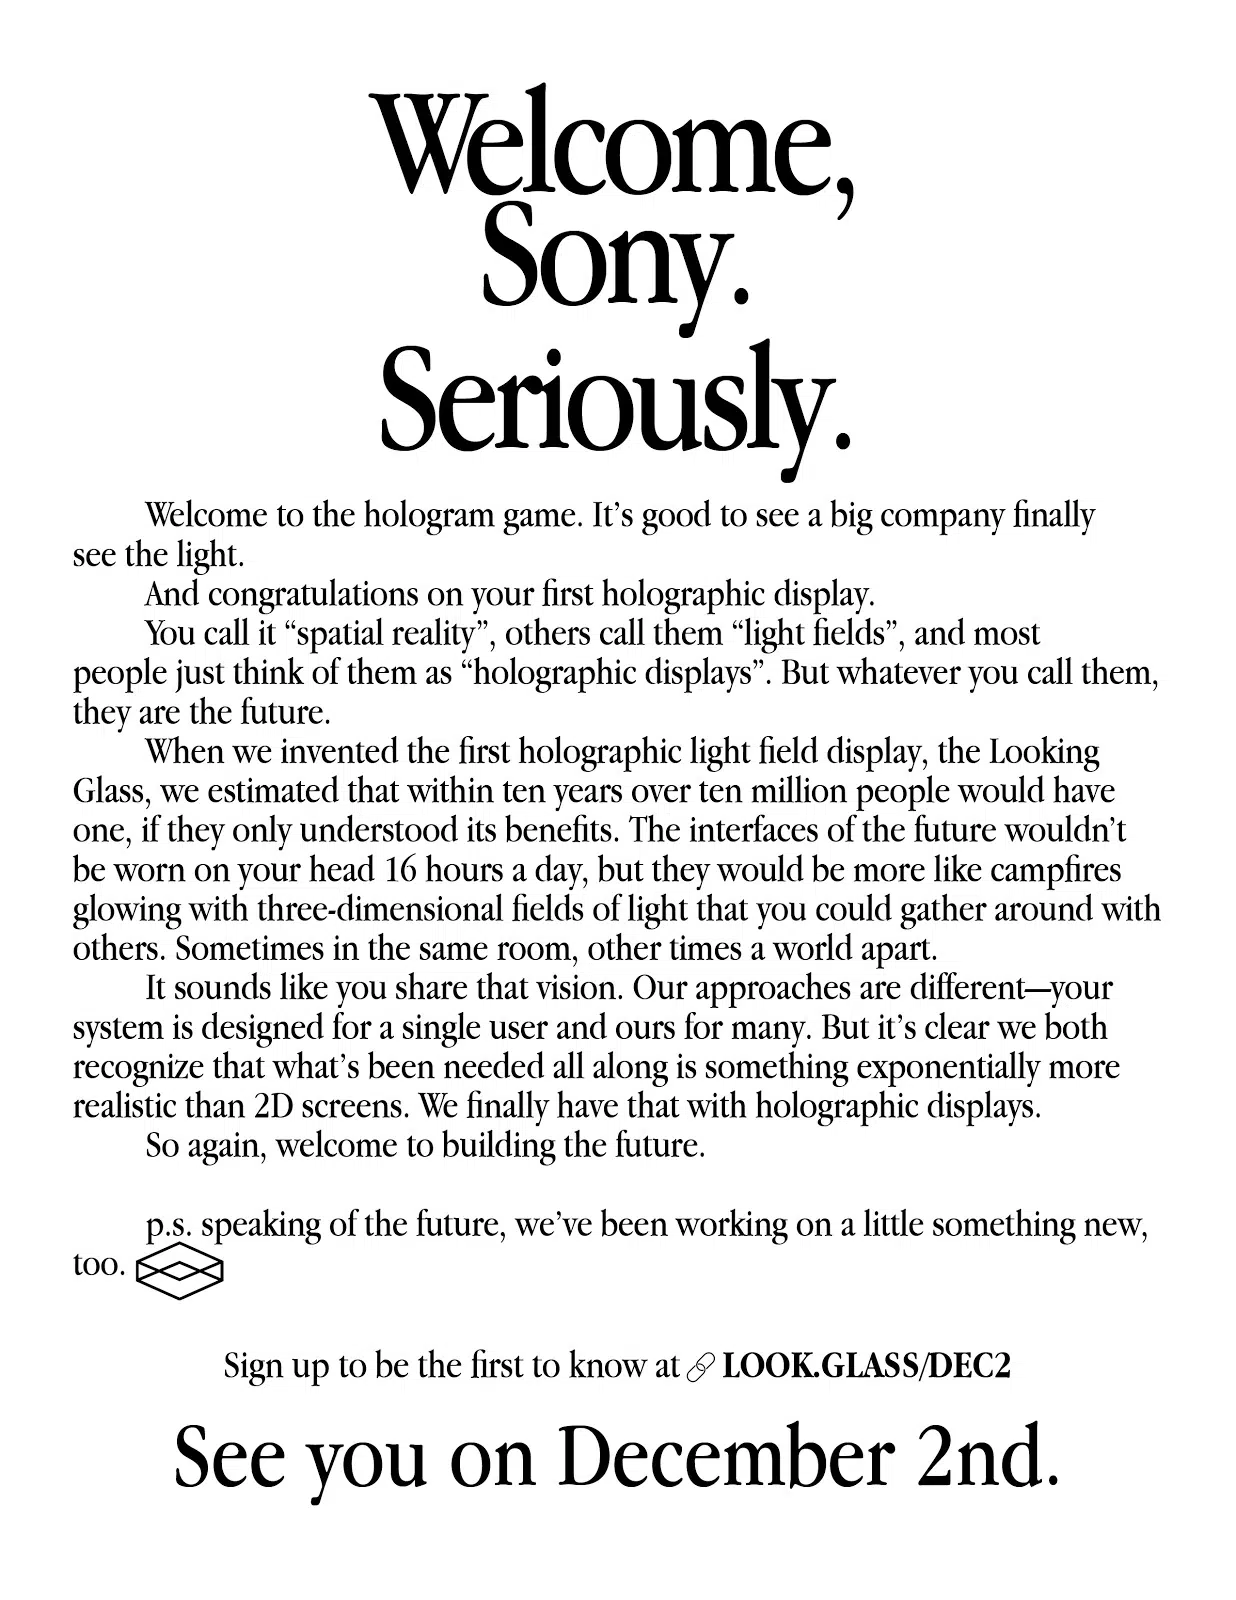 Welcome,
Sony.
Seriously.
Welcome to the hologram game. It’s good to see a big company finally
see the light.
And congratulations on your first holographic display.
You call it “spatial reality”, others call them “light fields”, and most
people just think of them as “holographic displays”. But whatever you call them,
they are the future.
When we invented the first holographic light field display, the Looking
Glass, we estimated that within ten years over ten million people would have
one, if they only understood its benefits. The interfaces of the future wouldn’t
be worn on your head 16 hours a day, but they would be more like campfires
glowing with three-dimensional fields of light that you could gather around with
others. Sometimes in the same room, other times a world apart.
It sounds like you share that vision. Our approaches are different—your
system is designed for a single user and ours for many. But it’s clear we both
recognize that what’s been needed all along is something exponentially more
realistic than 2D screens. We finally have that with holographic displays.
So again, welcome to building the future.
p.s. speaking of the future, we’ve been working on a little something new,
too.
Sign up to be the first to know at LOOK.GLASS/DEC2
See you on December 2nd.